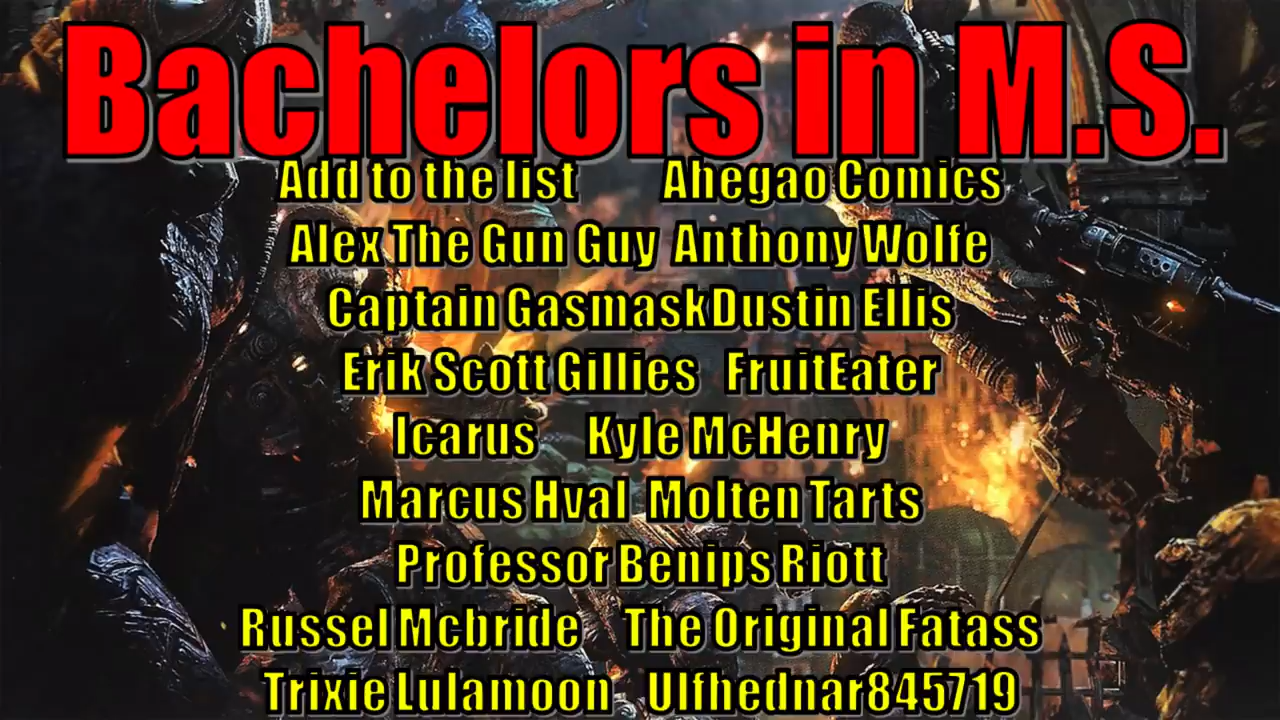 Bachelors in M.S.
Add to the list Ahegao Comics
Alex The Gun Guy Anthony Wolfe
Captain Gasmask Dustin Ellis
Erik Scott Gillies FruitEater
Icarus Kyle McHenry
Marcus Hval Molten Tarts
Professor Benips Riott
Russel Mcbride The Original Fatass
Trixie Lulamoon Ulfhednar845719